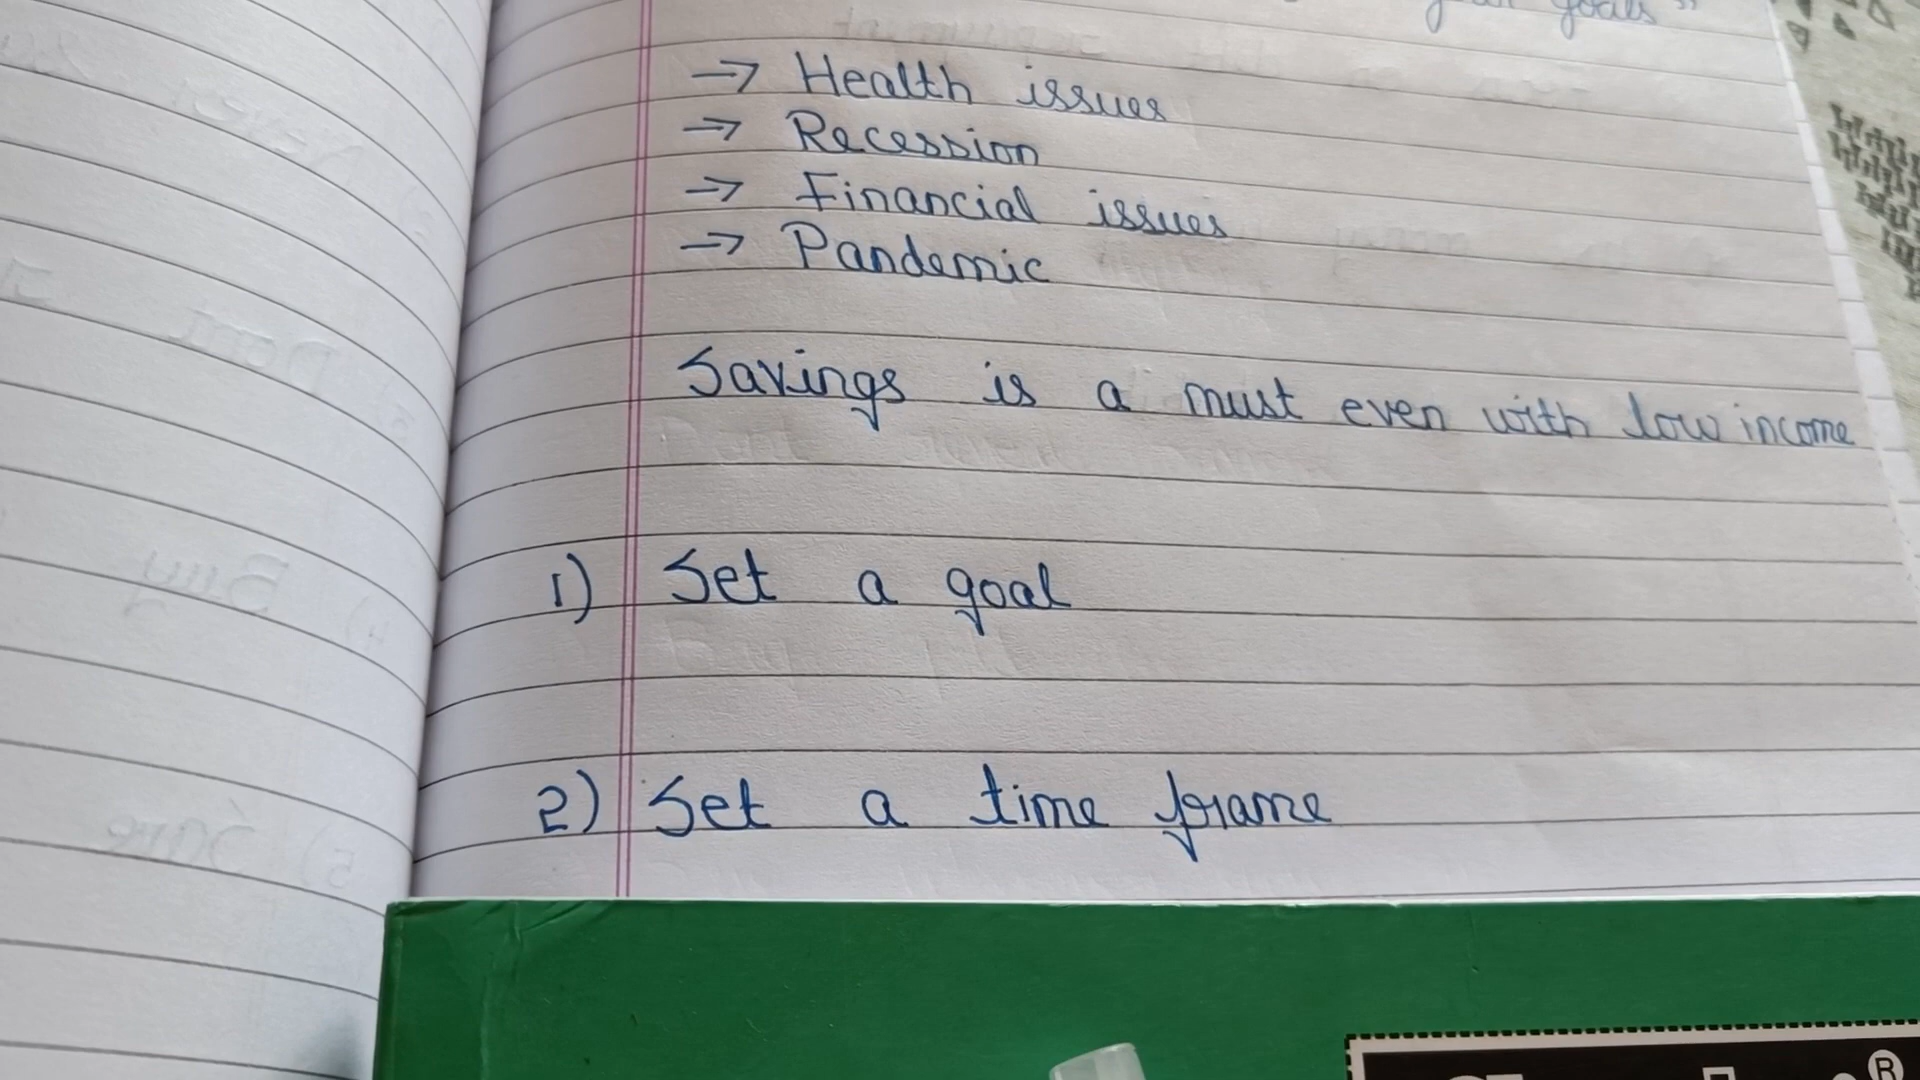 goals"
→ Health issues
→ Recession
→ Financial issues
→ Pandemic
Savings is a must even with low income
1) Set a goal
2) Set a time frame
®